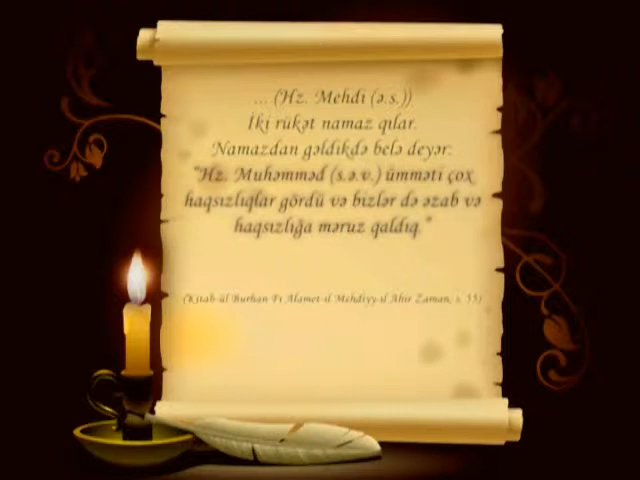 ... (Hz. Mehdi (ə.s.))
İki rükət namaz qılar.
Namazdan gəldikdə belə deyər:
"Hz. Muhəmməd (s.ə.v.) ümməti çox
haqsızlıqlar gördü və bizlər də əzab və
haqsızlığa məruz qaldıq."
(Kitab-ül Burhan Fi Alamet-il Mehdiyy-il Ahir Zaman, s. 55)